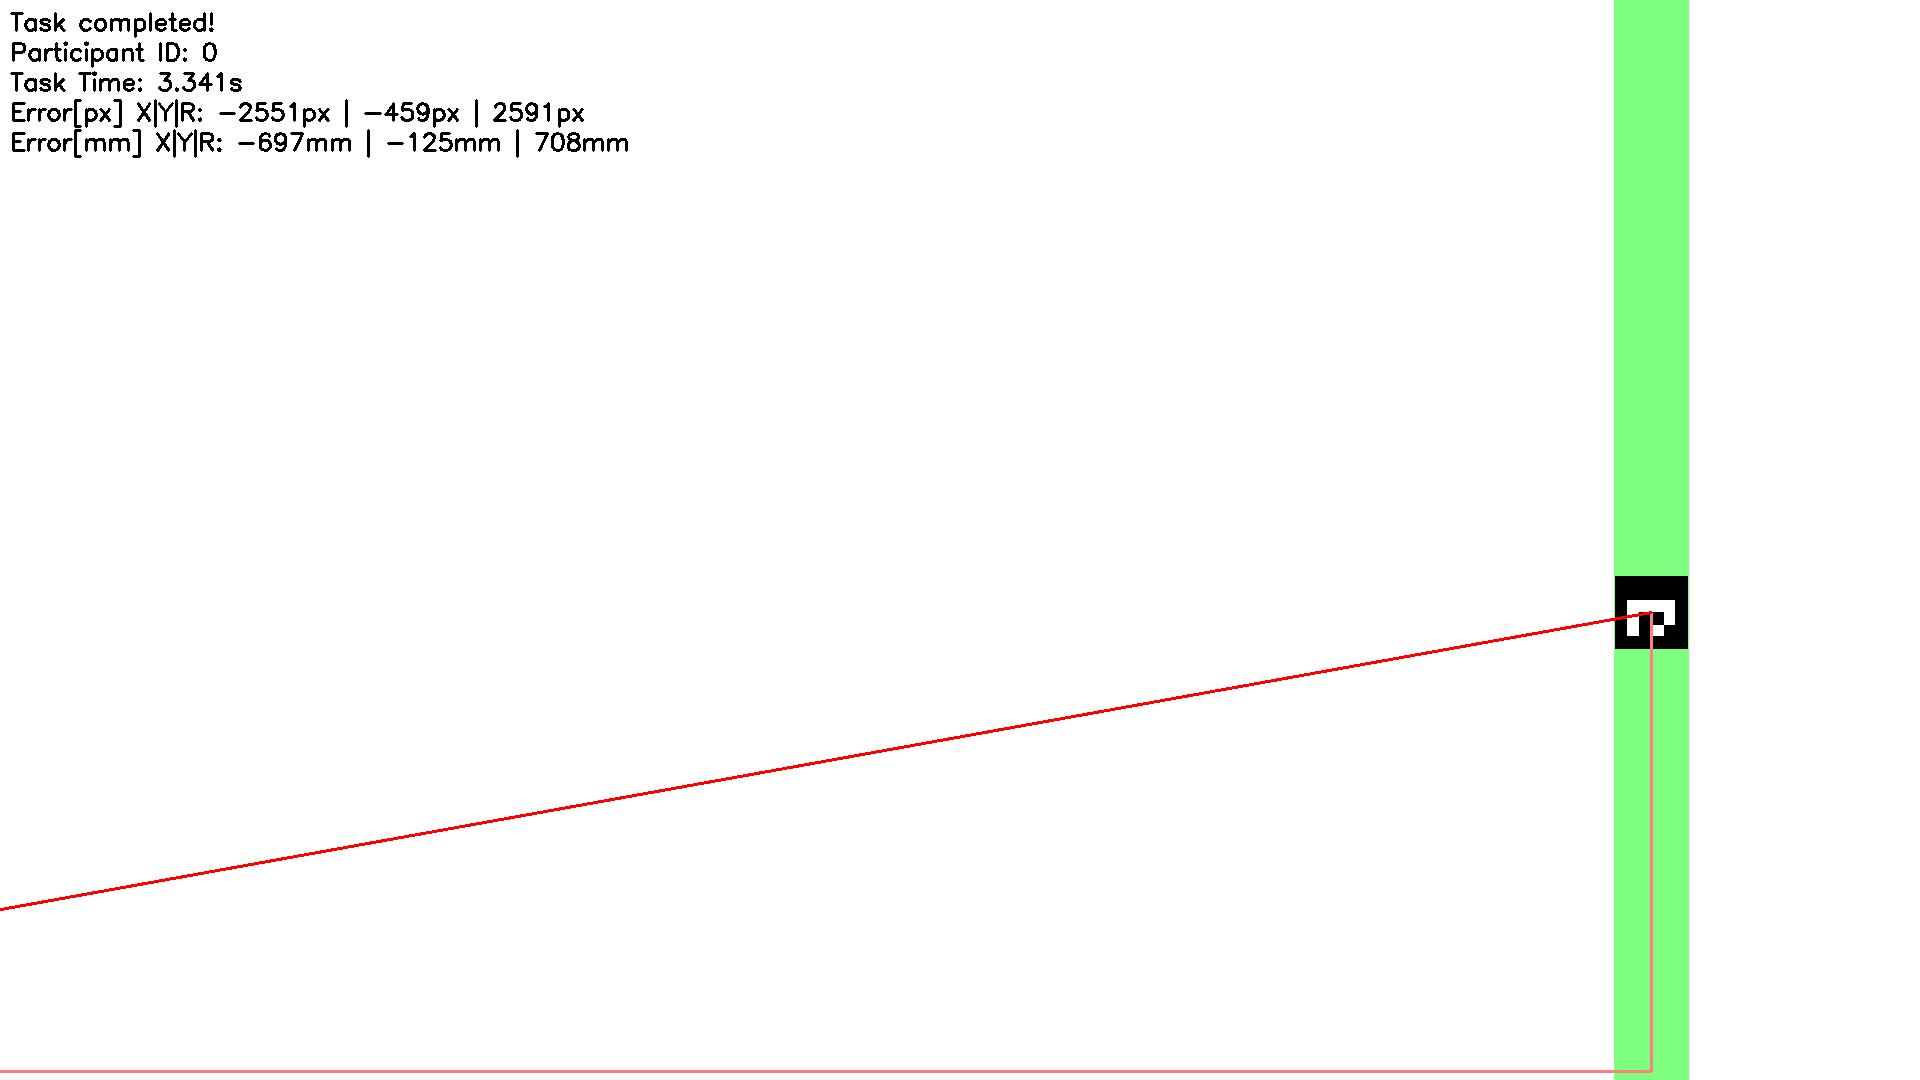 Task completed!
Participant ID: 0
Task Time: 3.341s
Error[px] X|Y|R: -2551px | -459px | 2591px
Error[mm] X|Y|R: -697mm | -125mm | 708mm